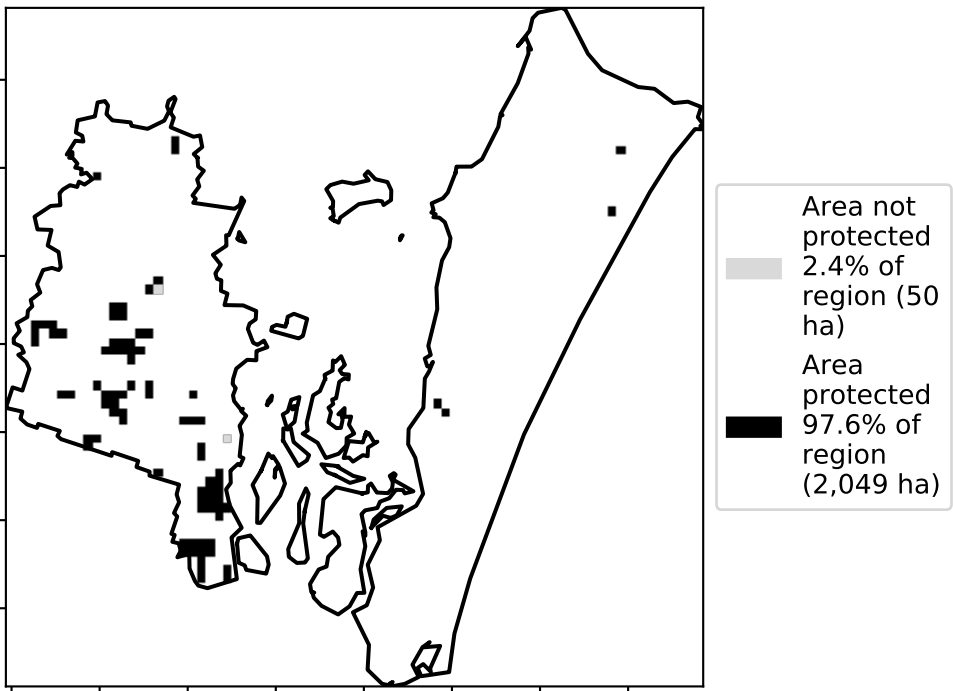 Area not
protected
2.4% of
region (50
ha)
Area
protected
97.6% of
region
(2,049 ha)